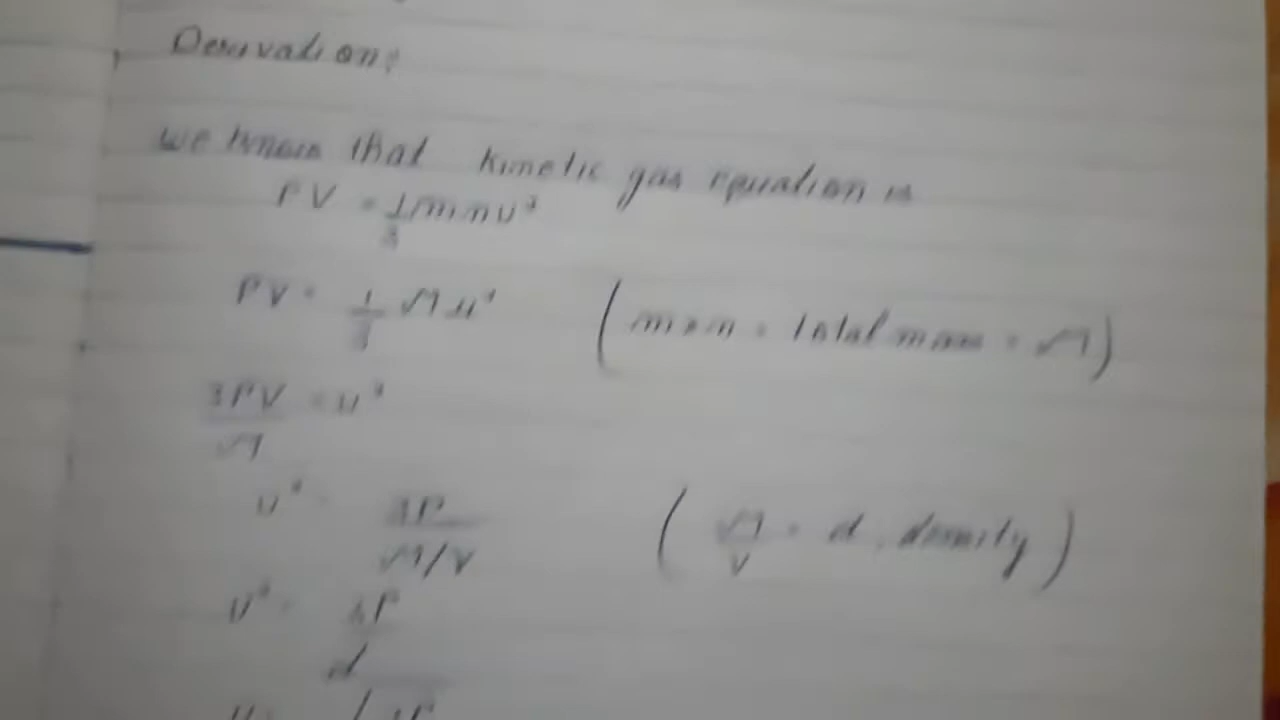 Derivation:
we know that kinetic gas equation is
PV = 1/3 mnu²
PV = 1/3 Mu² (m×n = total mass = M)
3PV/M = u²
u² = 3P/M/V (M/V = d, density)
u² = 3P/d
u = √3P